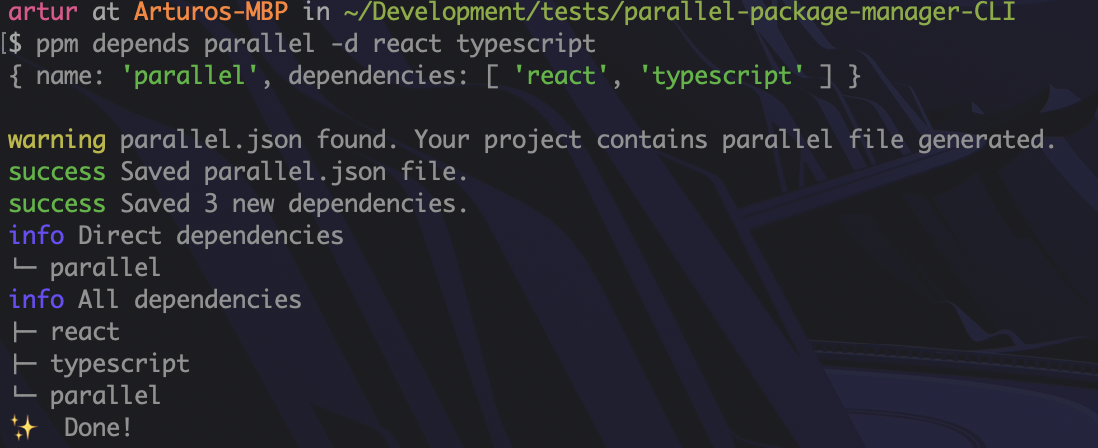 artur at Arturos-MBP in ~/Development/tests/parallel-package-manager-CLI
[$ ppm depends parallel -d react typescript
{ name: 'parallel', dependencies: [ 'react', 'typescript' ] }
warning parallel.json found. Your project contains parallel file generated.
success Saved parallel.json file.
success Saved 3 new dependencies.
info Direct dependencies
└─ parallel
info All dependencies
├─ react
├─ typescript
└─ parallel
✨ Done!